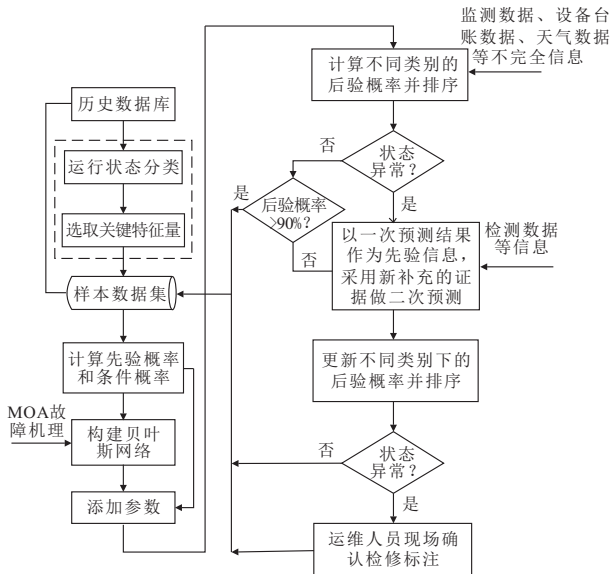 监测数据、设备台
账数据、天气数据
等不完全信息
计算不同类别的
后验概率并排序
历史数据库
运行状态分类
选取关键特征量
样本数据集
计算先验概率
和条件概率
MOA故
障机理
构建贝叶
斯网络
添加参数
状态
异常？
否
是
后验概率
>90%？
是
否
以一次预测结果
作为先验信息，
采用新补充的证
据做二次预测
检测数据
等信息
更新不同类别下的
后验概率并排序
状态
异常？
否
是
运维人员现场确
认检修标注